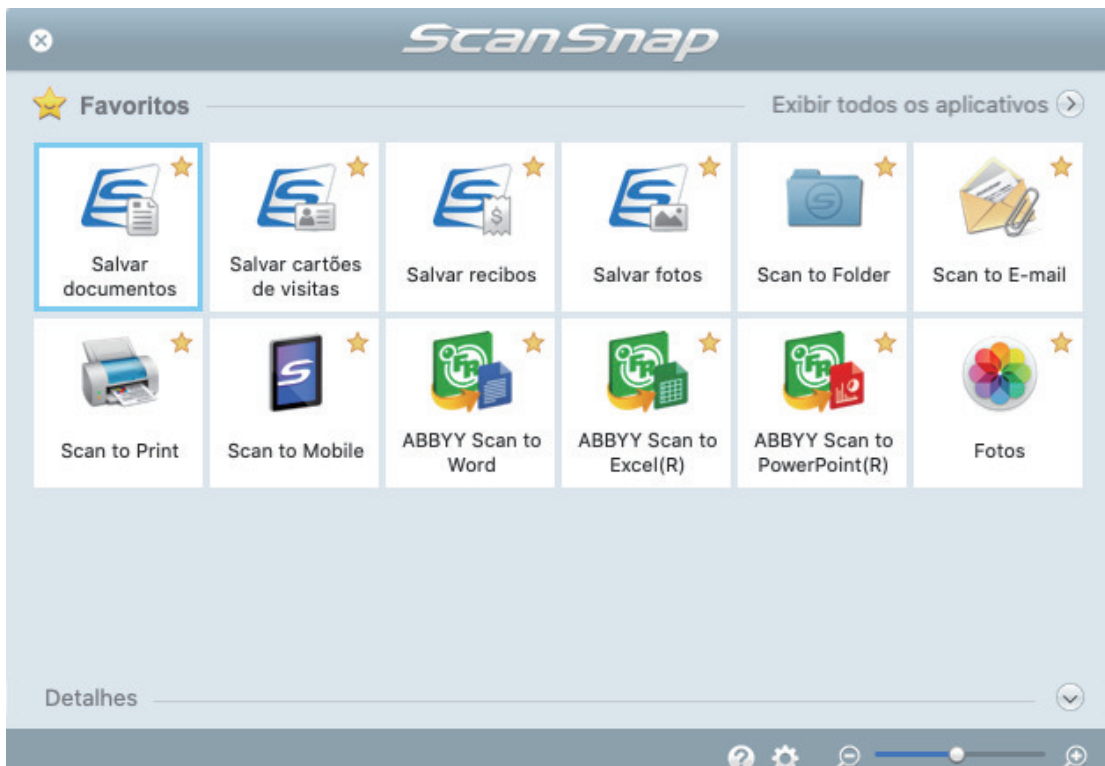 ScanSnap
Favoritos
Exibir todos os aplicativos
Salvar
documentos
Salvar cartões
de visitas
Salvar recibos
Salvar fotos
Scan to Folder
Scan to E-mail
Scan to Print
Scan to Mobile
ABBYY Scan to
Word
ABBYY Scan to
Excel(R)
ABBYY Scan to
PowerPoint(R)
Fotos
Detalhes